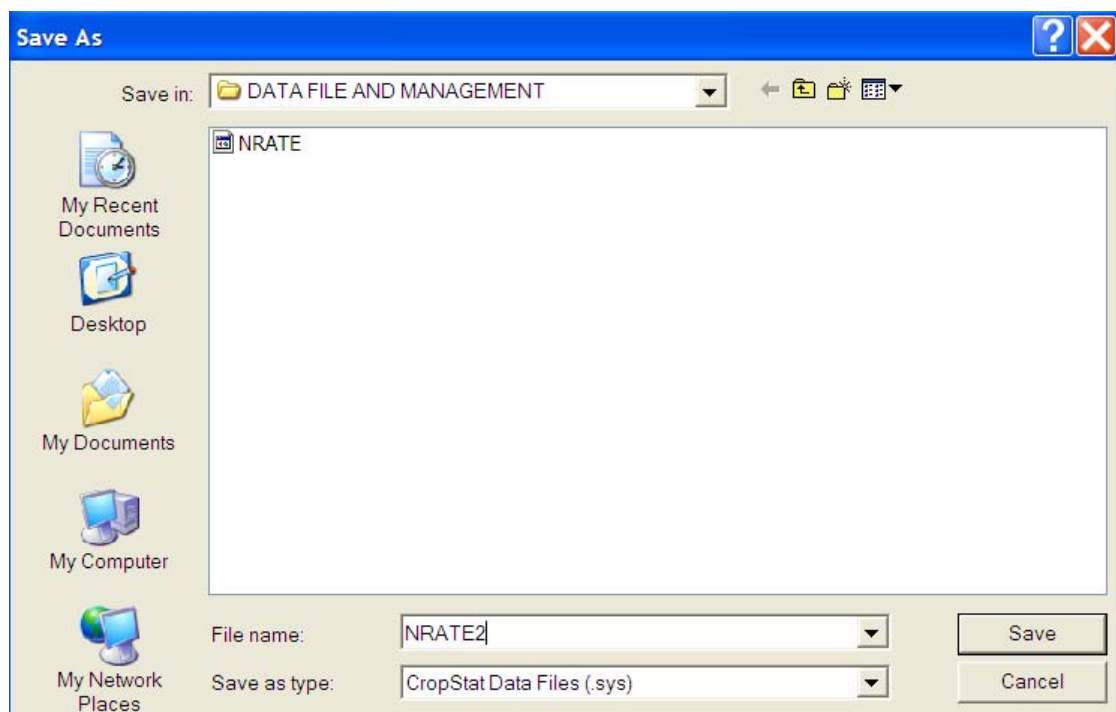 Save As
Save in:
DATA FILE AND MANAGEMENT
NRATE
My Recent
Documents
Desktop
My Documents
My Computer
My Network
Places
File name:
NRATE2
Save
Save as type:
CropStat Data Files (.sys)
Cancel